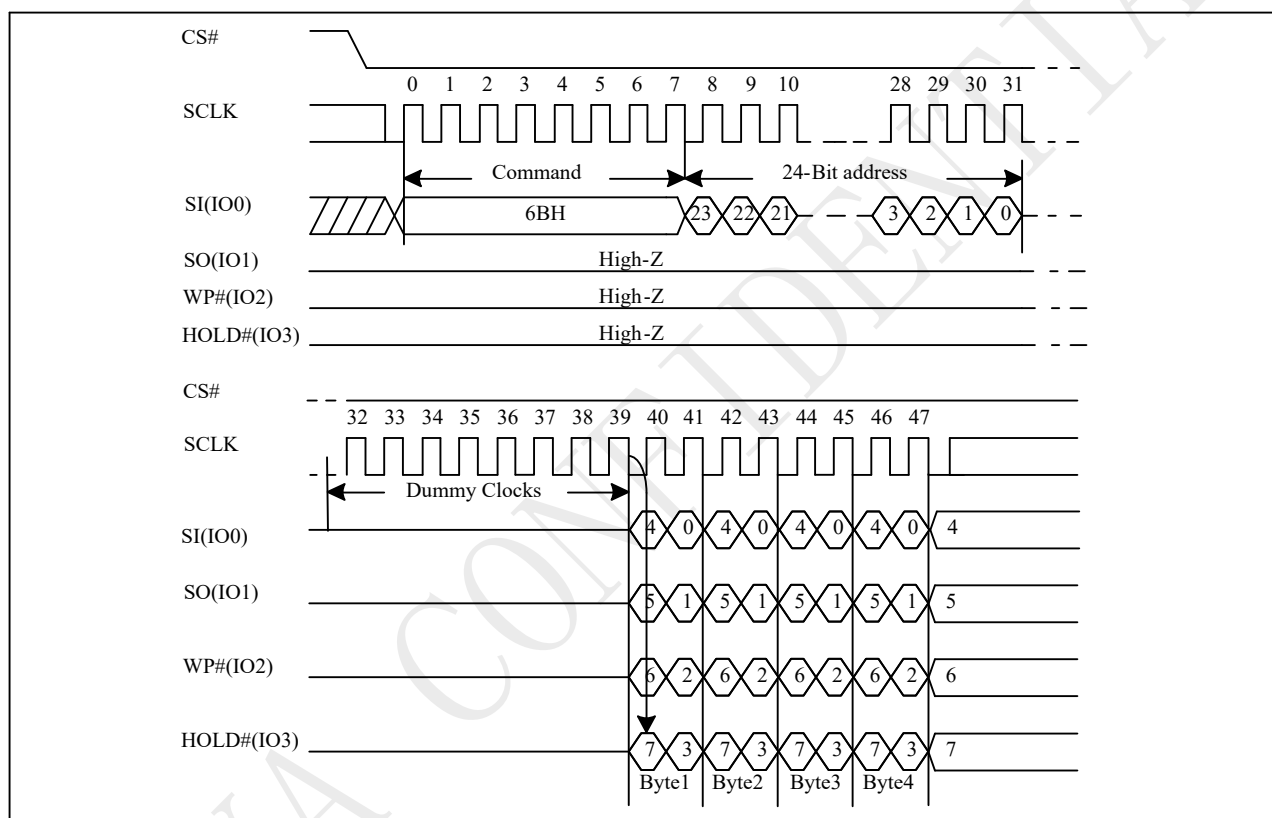 CS#
0 1 2 3 4 5 6 7 8 9 10 28 29 30 31
SCLK
Command 24-Bit address
SI(IO0) 6BH 23 22 21 3 2 1 0
SO(IO1) High-Z
WP#(IO2) High-Z
HOLD#(IO3) High-Z
CS#
32 33 34 35 36 37 38 39 40 41 42 43 44 45 46 47
SCLK
Dummy Clocks
SI(IO0) 4 0 4 0 4 0 4 0 4
SO(IO1) 5 1 5 1 5 1 5 1 5
WP#(IO2) 6 2 6 2 6 2 6 2 6
HOLD#(IO3) 7 3 7 3 7 3 7 3 7
Byte1 Byte2 Byte3 Byte4
CONFIDENTIA